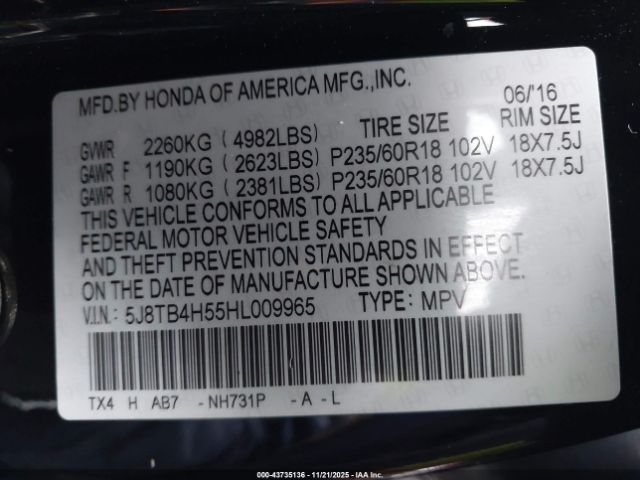 MFD.BY HONDA OF AMERICA MFG.,INC.
06/'16
GVWR 2260KG ( 4982LBS) TIRE SIZE RIM SIZE
GAWR F 1190KG ( 2623LBS) P235/60R18 102V 18X7.5J
GAWR R 1080KG ( 2381LBS) P235/60R18 102V 18X7.5J
THIS VEHICLE CONFORMS TO ALL APPLICABLE
FEDERAL MOTOR VEHICLE SAFETY
AND THEFT PREVENTION STANDARDS IN EFFECT
ON THE DATE OF MANUFACTURE SHOWN ABOVE.
V.I.N.: 5J8TB4H55HL009965 TYPE: MPV
TX4 H AB7 - NH731P - A - L
000-43735136 - 11/21/2025 - IAA Inc.